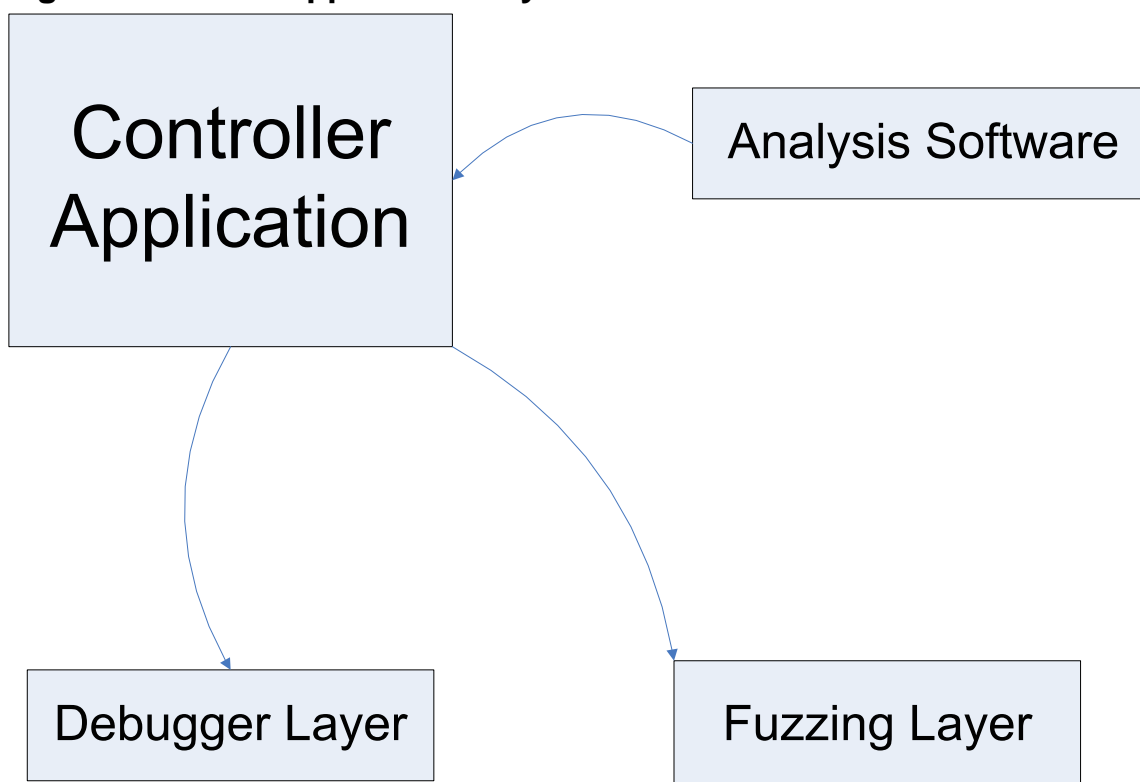 Controller
Application
Analysis Software
Debugger Layer
Fuzzing Layer